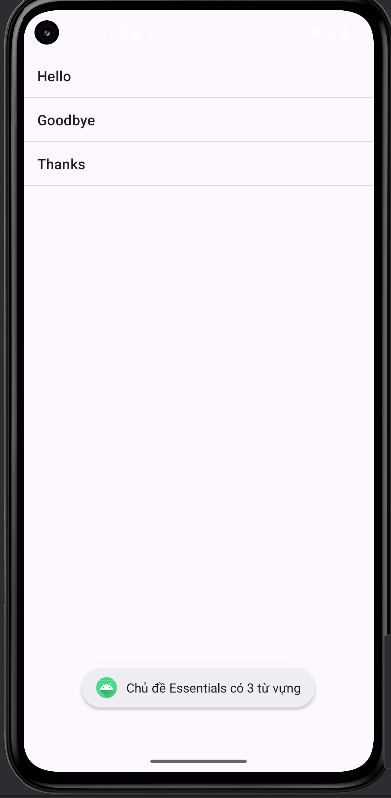 Hello
Goodbye
Thanks
Chủ đề Essentials có 3 từ vựng